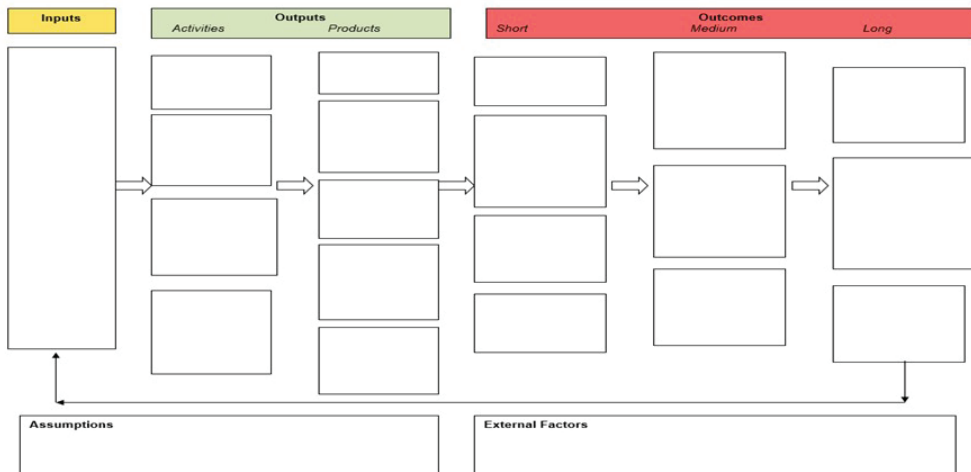 Inputs
Outputs
Activities Products
Outcomes
Short Medium Long
Assumptions
External Factors